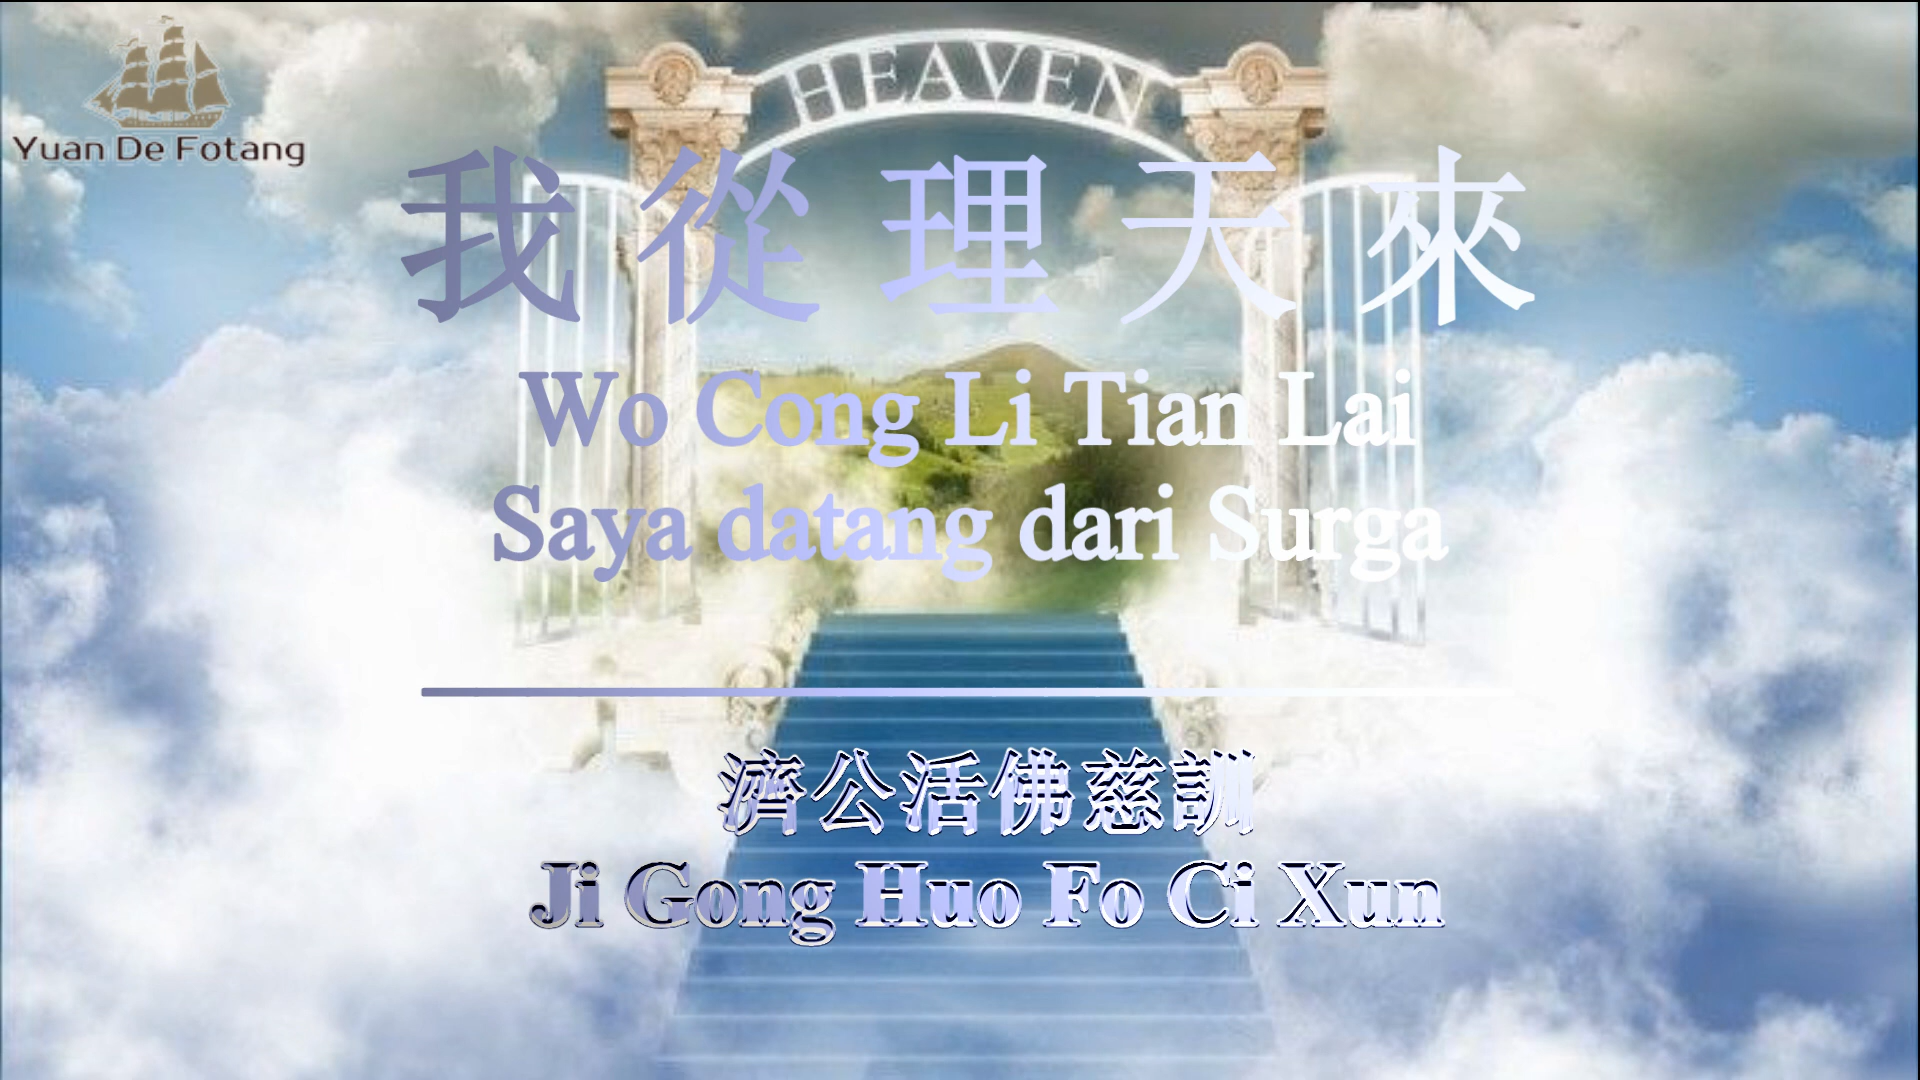 HEAVEN
Yuan De Fotang
我從理天來
Wo Cong Li Tian Lai
Saya datang dari Surga
濟公活佛慈訓
Ji Gong Huo Fo Ci Xun